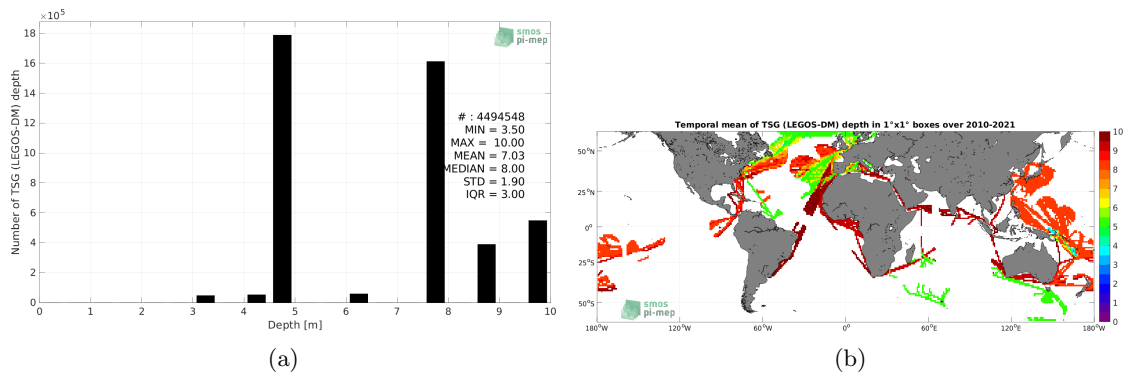 ×10⁵
18
16
14
12
10
8
6
4
2
0
Number of TSG (LEGOS-DM) depth
0 1 2 3 4 5 6 7 8 9 10
Depth [m]
smos
pi-mep
# : 4494548
MIN = 3.50
MAX = 10.00
MEAN = 7.03
MEDIAN = 8.00
STD = 1.90
IQR = 3.00
(a)
Temporal mean of TSG (LEGOS-DM) depth in 1°x1° boxes over 2010-2021
50°N
25°N
0°
25°S
50°S
180°W 120°W 60°W 0° 60°E 120°E 180°E
smos
pi-mep
10
9
8
7
6
5
4
3
2
1
0
(b)